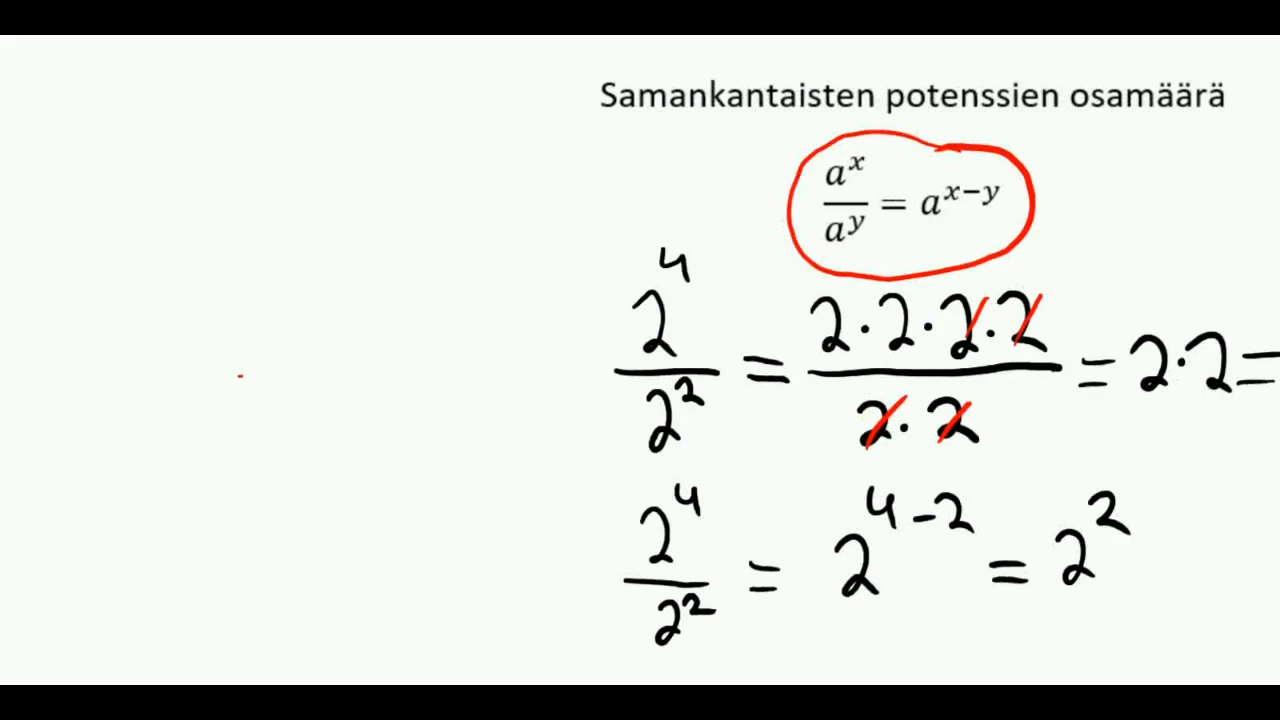 Samankantaisten potenssien osamäärä
a^x / a^y = a^(x-y)
2^4 / 2^2 = 2·2·2·2 / 2·2 = 2·2 =
2^4 / 2^2 = 2^(4-2) = 2^2